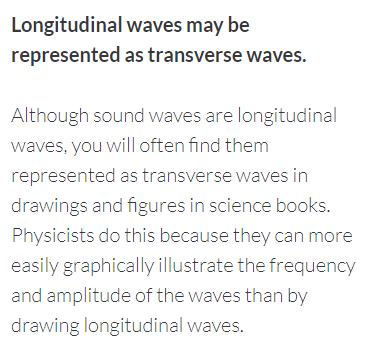 Longitudinal waves may be
represented as transverse waves.
Although sound waves are longitudinal
waves, you will often find them
represented as transverse waves in
drawings and figures in science books.
Physicists do this because they can more
easily graphically illustrate the frequency
and amplitude of the waves than by
drawing longitudinal waves.